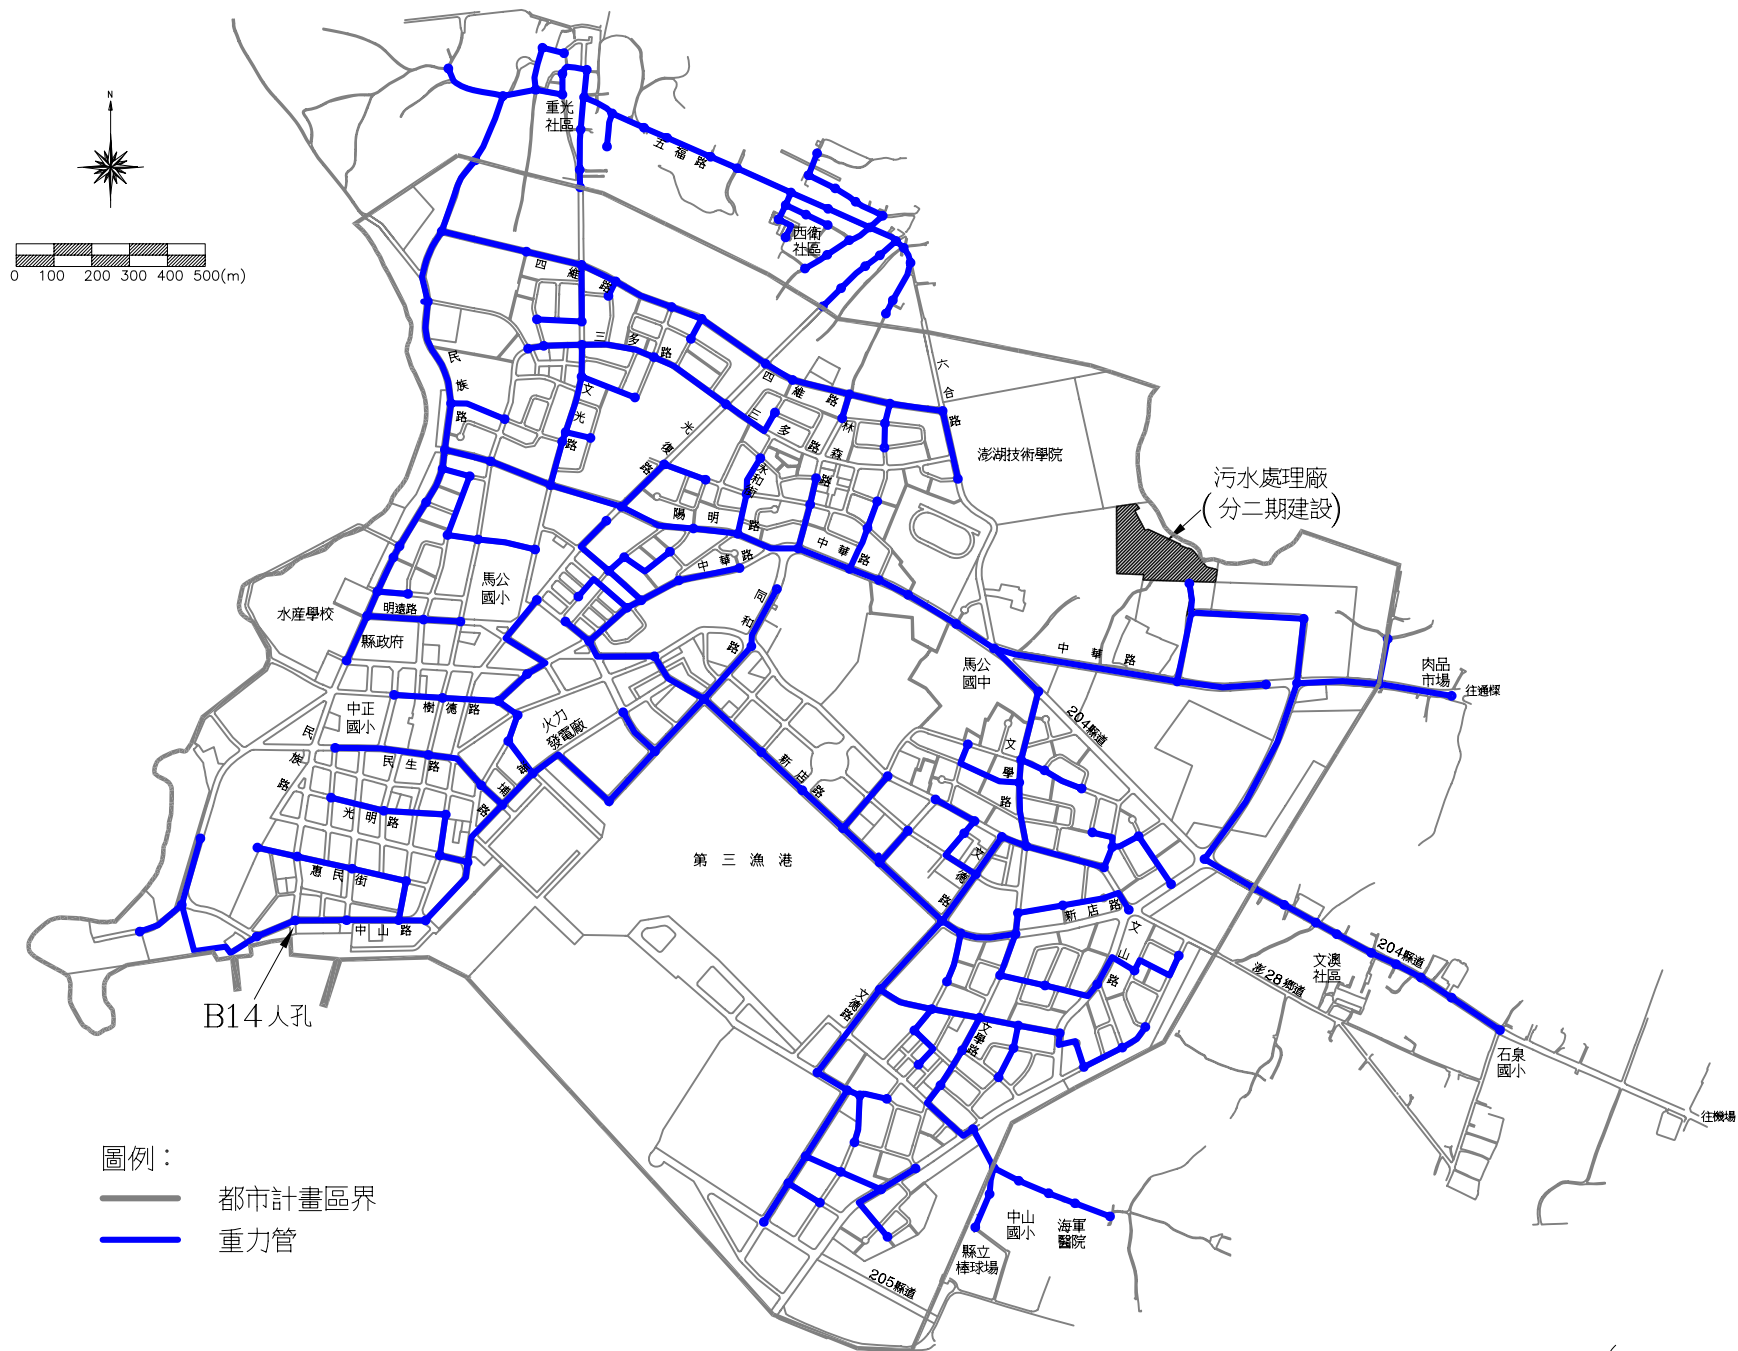 N
0 100 200 300 400 500(m)
重光
社區
五福路
西衛
社區
四維路
三多路
民族路
文光路
四維路
六合路
三多路
林森路
光復路
永和街
澎湖技術學院
污水處理廠
(分二期建設)
陽明路
中華路
中華路
馬公
國小
水產學校
明遠路
縣政府
同和路
馬公
國中
中華路
肉品
市場
往通樑
中正
國小
樹德路
火力
發電廠
204縣道
民族路
民生路
海埔路
新店路
文學路
光明路
第三漁港
惠民街
文德路
中山路
新店路
文山路
204縣道
文澳
社區
澎28鄉道
B14人孔
文德路
文學路
石泉
國小
往機場
圖例：
都市計畫區界
重力管
中山
國小
海軍
醫院
縣立
棒球場
205縣道